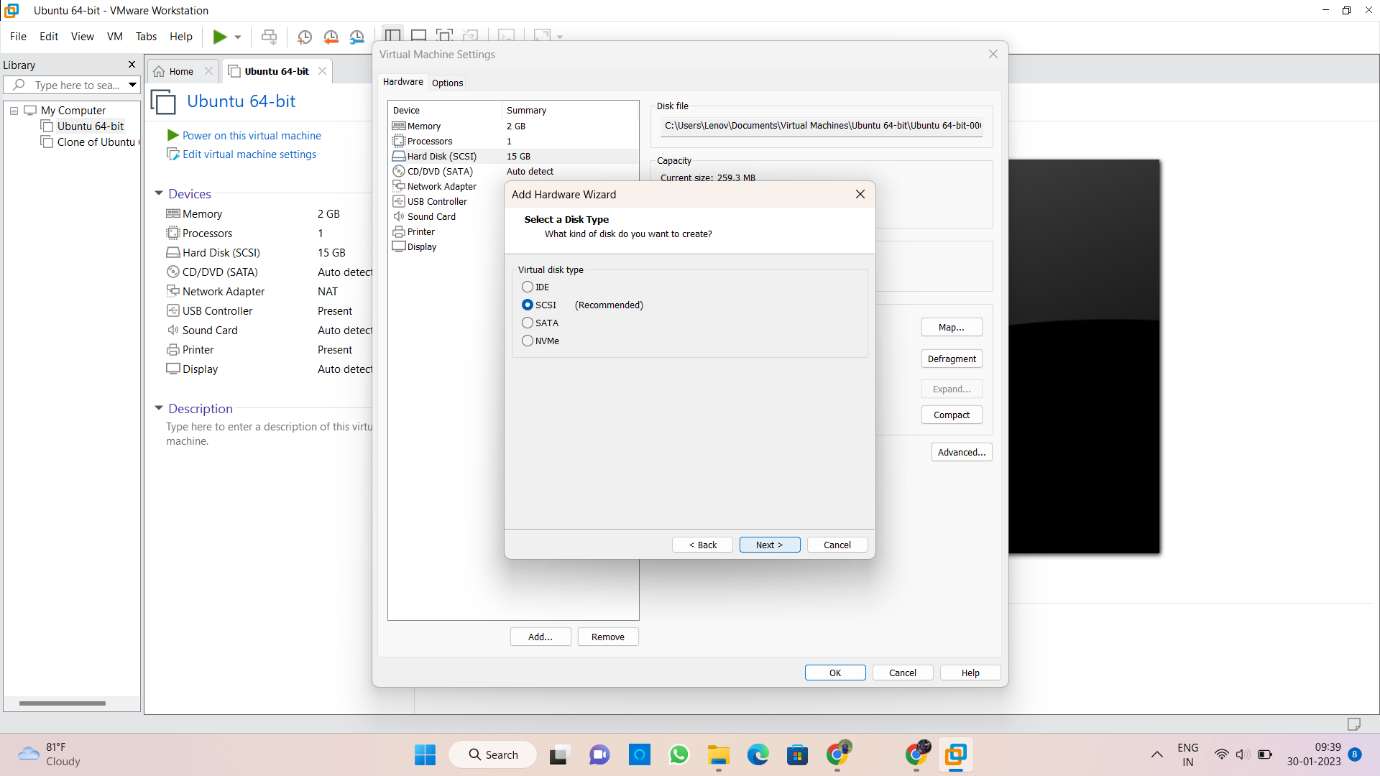 Ubuntu 64-bit - VMware Workstation
File Edit View VM Tabs Help
Library
Type here to sea...
My Computer
Ubuntu 64-bit
Clone of Ubuntu
Home
Ubuntu 64-bit
Ubuntu 64-bit
Power on this virtual machine
Edit virtual machine settings
Devices
Memory 2 GB
Processors 1
Hard Disk (SCSI) 15 GB
CD/DVD (SATA) Auto detect
Network Adapter NAT
USB Controller Present
Sound Card Auto detect
Printer Present
Display Auto detect
Description
Type here to enter a description of this virtu
machine.
Virtual Machine Settings
Hardware Options
Device Summary
Memory 2 GB
Processors 1
Hard Disk (SCSI) 15 GB
CD/DVD (SATA) Auto detect
Network Adapter
USB Controller
Sound Card
Printer
Display
Add... Remove
Disk file
C:\Users\Lenov\Documents\Virtual Machines\Ubuntu 64-bit\Ubuntu 64-bit-00
Capacity
Current size: 259.3 MB
Map...
Defragment
Expand...
Compact
Advanced...
OK Cancel Help
Add Hardware Wizard
Select a Disk Type
What kind of disk do you want to create?
Virtual disk type
IDE
SCSI (Recommended)
SATA
NVMe
< Back Next > Cancel
81°F
Cloudy
Search
ENG
IN
09:39
30-01-2023
8